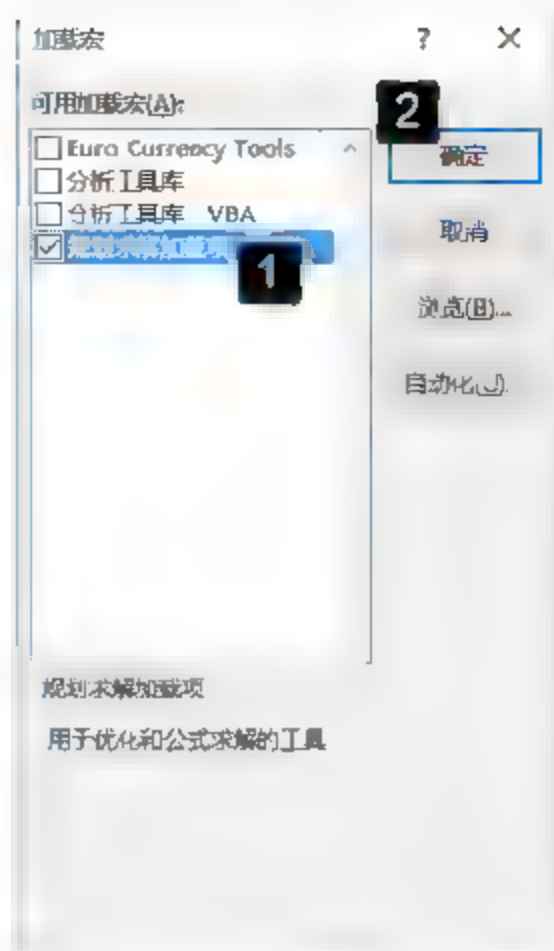 加载宏
?
×
可用加载宏(A):
2
Euro Currency Tools
确定
分析工具库
分析工具库 VBA
取消
1
浏览(B)...
自动化(U)...
规划求解加载项
用于优化和公式求解的工具